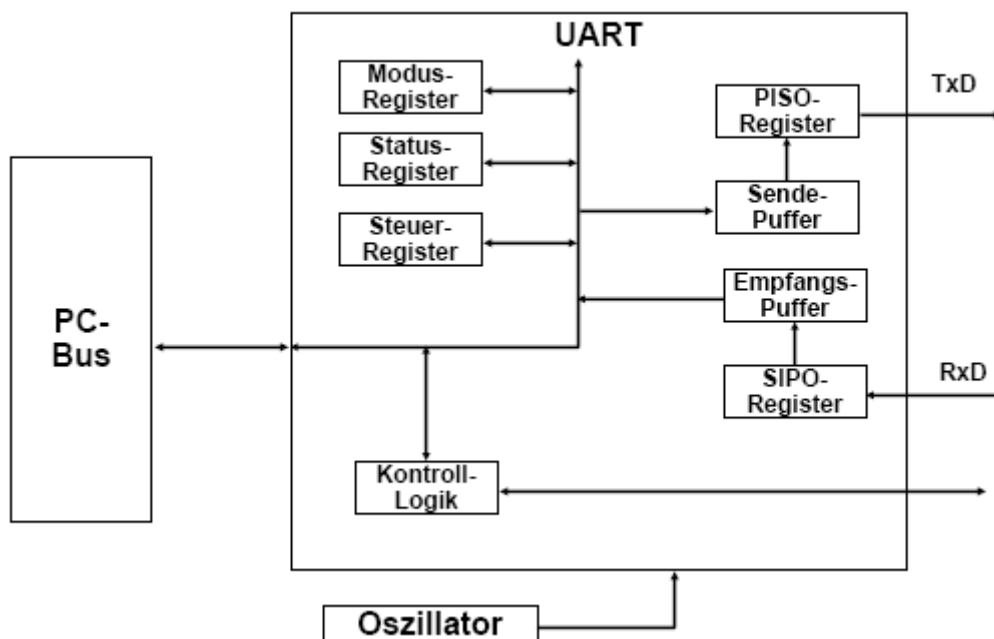 UART
Modus-
Register
Status-
Register
Steuer-
Register
PISO-
Register
TxD
Sende-
Puffer
Empfangs-
Puffer
SIPO-
Register
RxD
PC-
Bus
Kontroll-
Logik
Oszillator